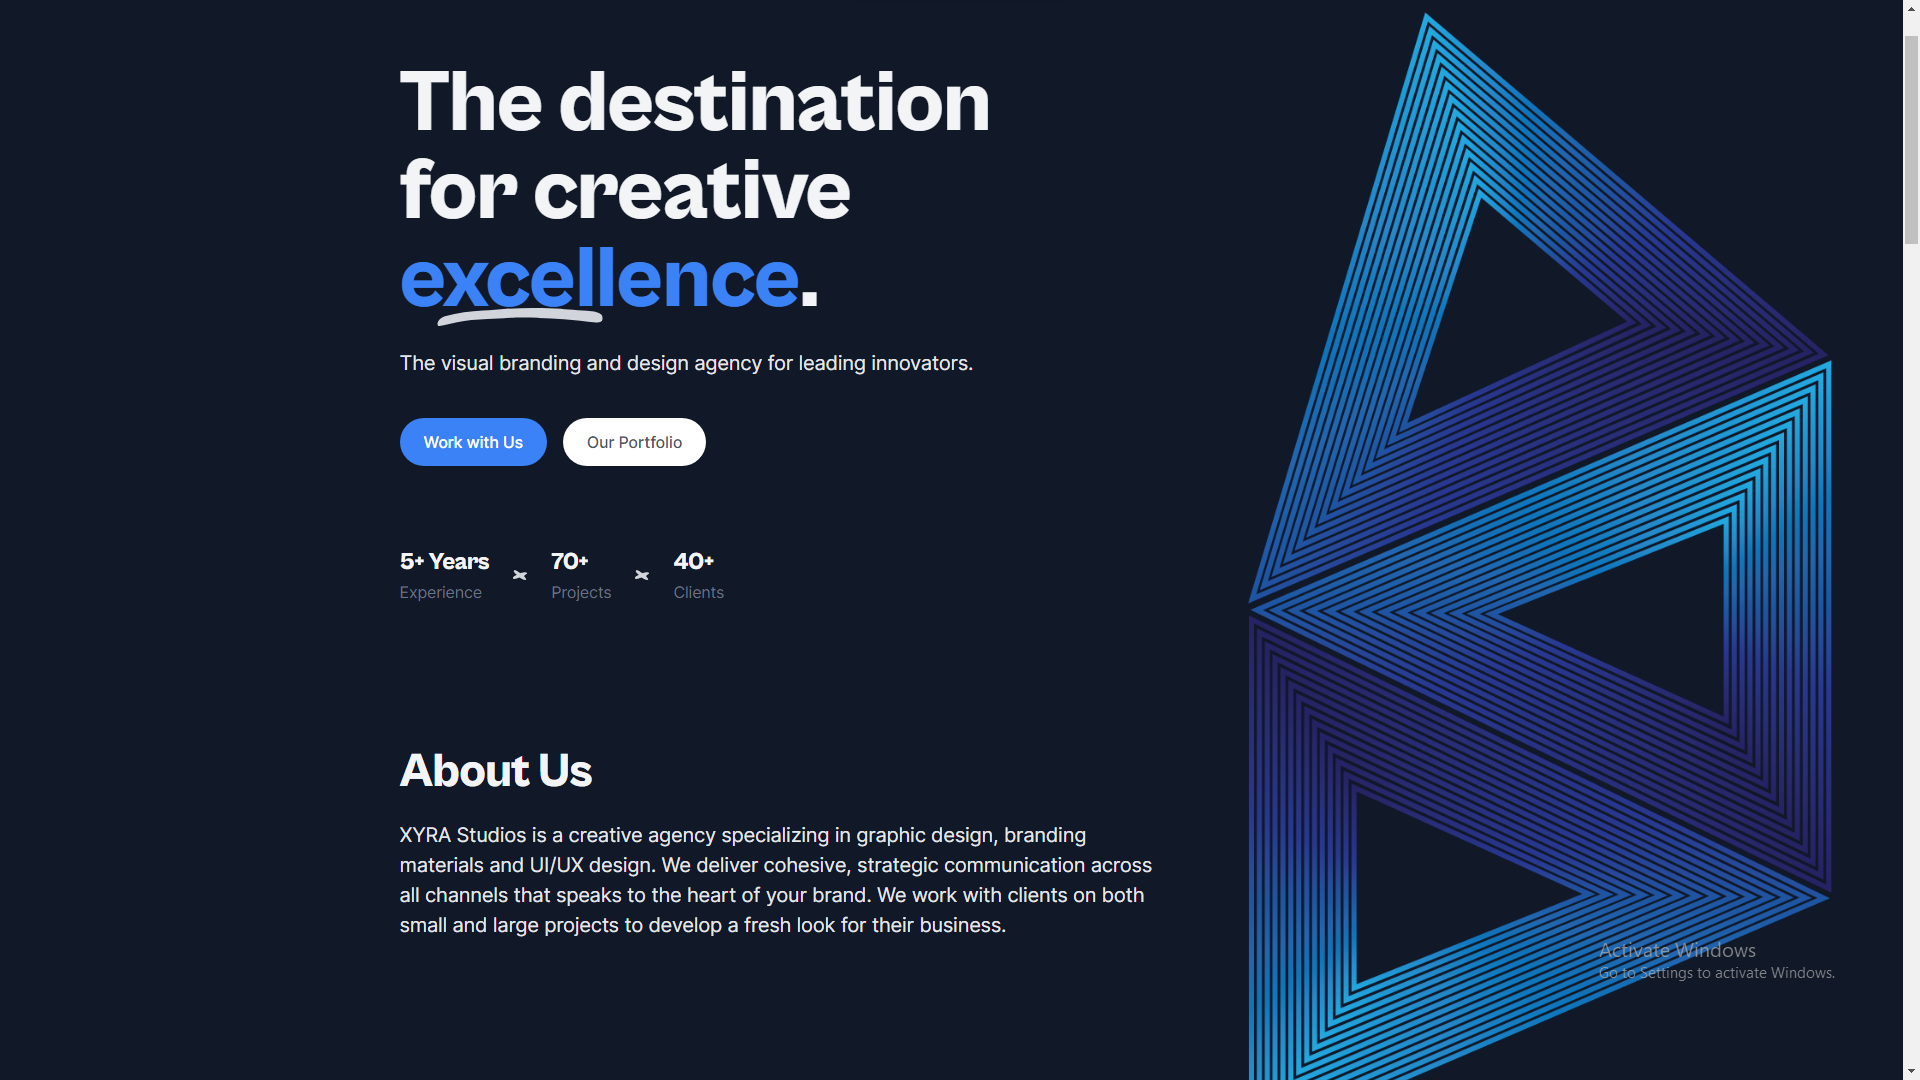 The destination
for creative
excellence.
The visual branding and design agency for leading innovators.
Work with Us
Our Portfolio
5+ Years
Experience
70+
Projects
40+
Clients
About Us
XYRA Studios is a creative agency specializing in graphic design, branding
materials and UI/UX design. We deliver cohesive, strategic communication across
all channels that speaks to the heart of your brand. We work with clients on both
small and large projects to develop a fresh look for their business.
Activate Windows
Go to Settings to activate Windows.